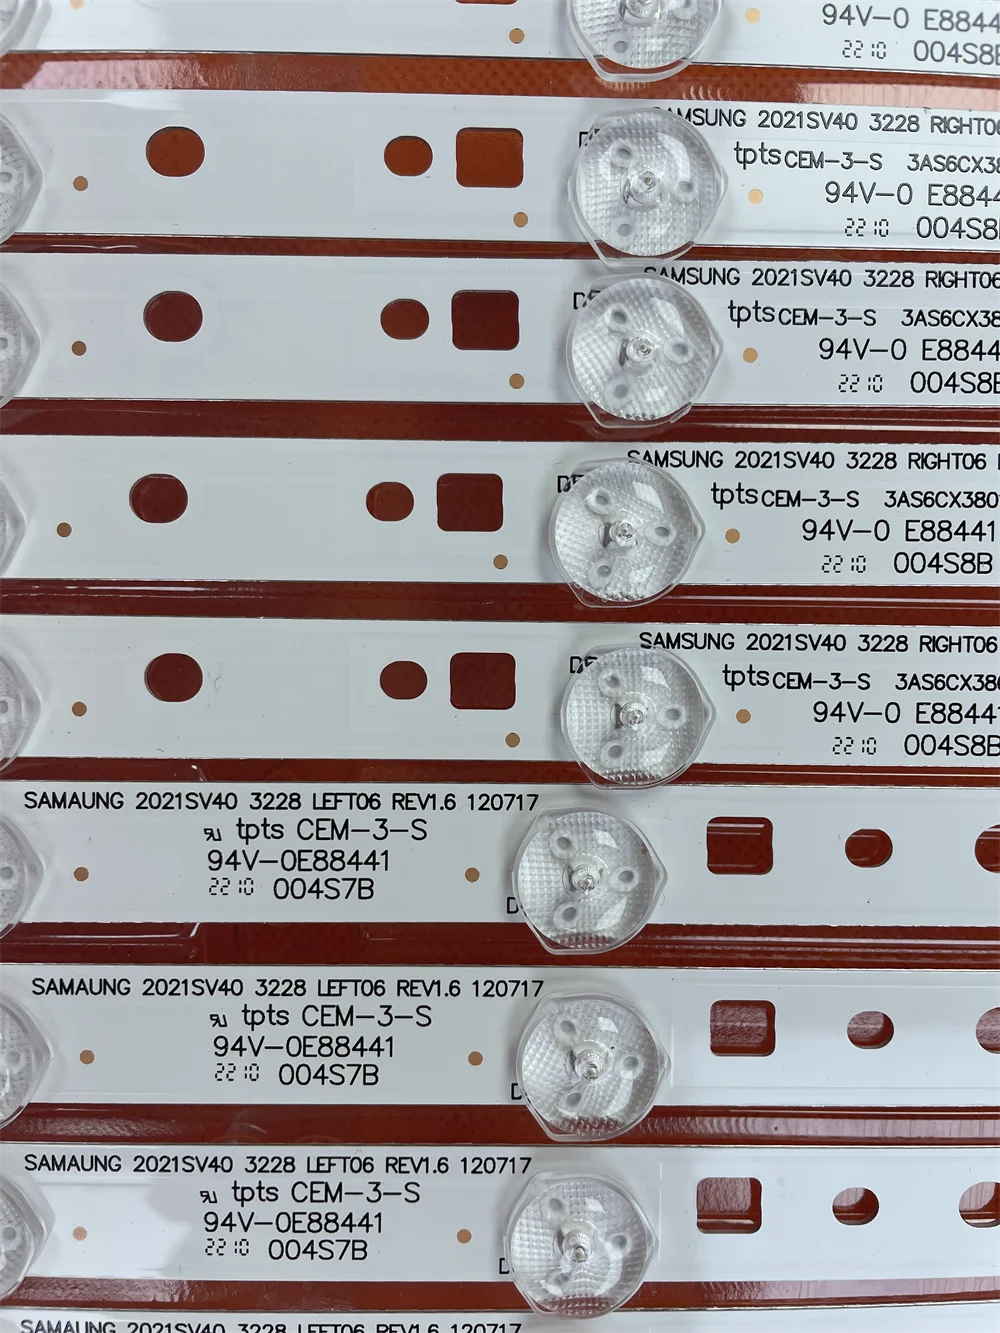 94V-0 E8844
2210 004S8B
SAMSUNG 2021SV40 3228 RIGHT06
tpts CEM-3-S 3AS6CX38
94V-0 E8844
2210 004S8
SAMSUNG 2021SV40 3228 RIGHT06
tpts CEM-3-S 3AS6CX38
94V-0 E8844
2210 004S8B
SAMSUNG 2021SV40 3228 RIGHT06
tpts CEM-3-S 3AS6CX380
94V-0 E88441
2210 004S8B
SAMSUNG 2021SV40 3228 RIGHT06
tpts CEM-3-S 3AS6CX380
94V-0 E88441
2210 004S8B
SAMAUNG 2021SV40 3228 LEFT06 REV1.6 120717
tpts CEM-3-S
94V-0E88441
2210 004S7B
SAMAUNG 2021SV40 3228 LEFT06 REV1.6 120717
tpts CEM-3-S
94V-0E88441
2210 004S7B
SAMAUNG 2021SV40 3228 LEFT06 REV1.6 120717
tpts CEM-3-S
94V-0E88441
2210 004S7B
SAMAUNG 2021SV40 3228 LEFT06 REV1.6 120717